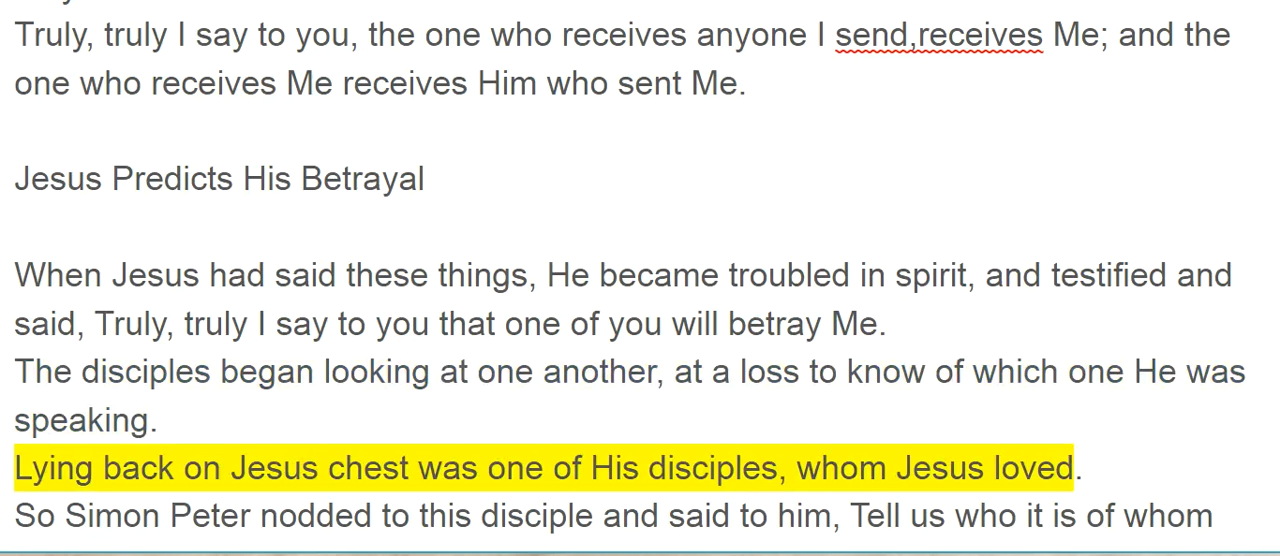 Truly, truly I say to you, the one who receives anyone I send,receives Me; and the
one who receives Me receives Him who sent Me.
Jesus Predicts His Betrayal
When Jesus had said these things, He became troubled in spirit, and testified and
said, Truly, truly I say to you that one of you will betray Me.
The disciples began looking at one another, at a loss to know of which one He was
speaking.
Lying back on Jesus chest was one of His disciples, whom Jesus loved.
So Simon Peter nodded to this disciple and said to him, Tell us who it is of whom